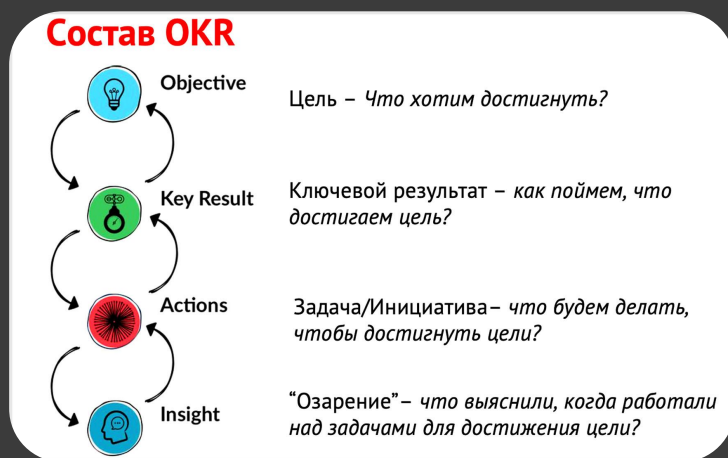 Состав OKR
Objective
Цель – Что хотим достигнуть?
Key Result
Ключевой результат – как поймем, что
достигаем цель?
Actions
Задача/Инициатива– что будем делать,
чтобы достигнуть цели?
Insight
“Озарение”– что выяснили, когда работали
над задачами для достижения цели?